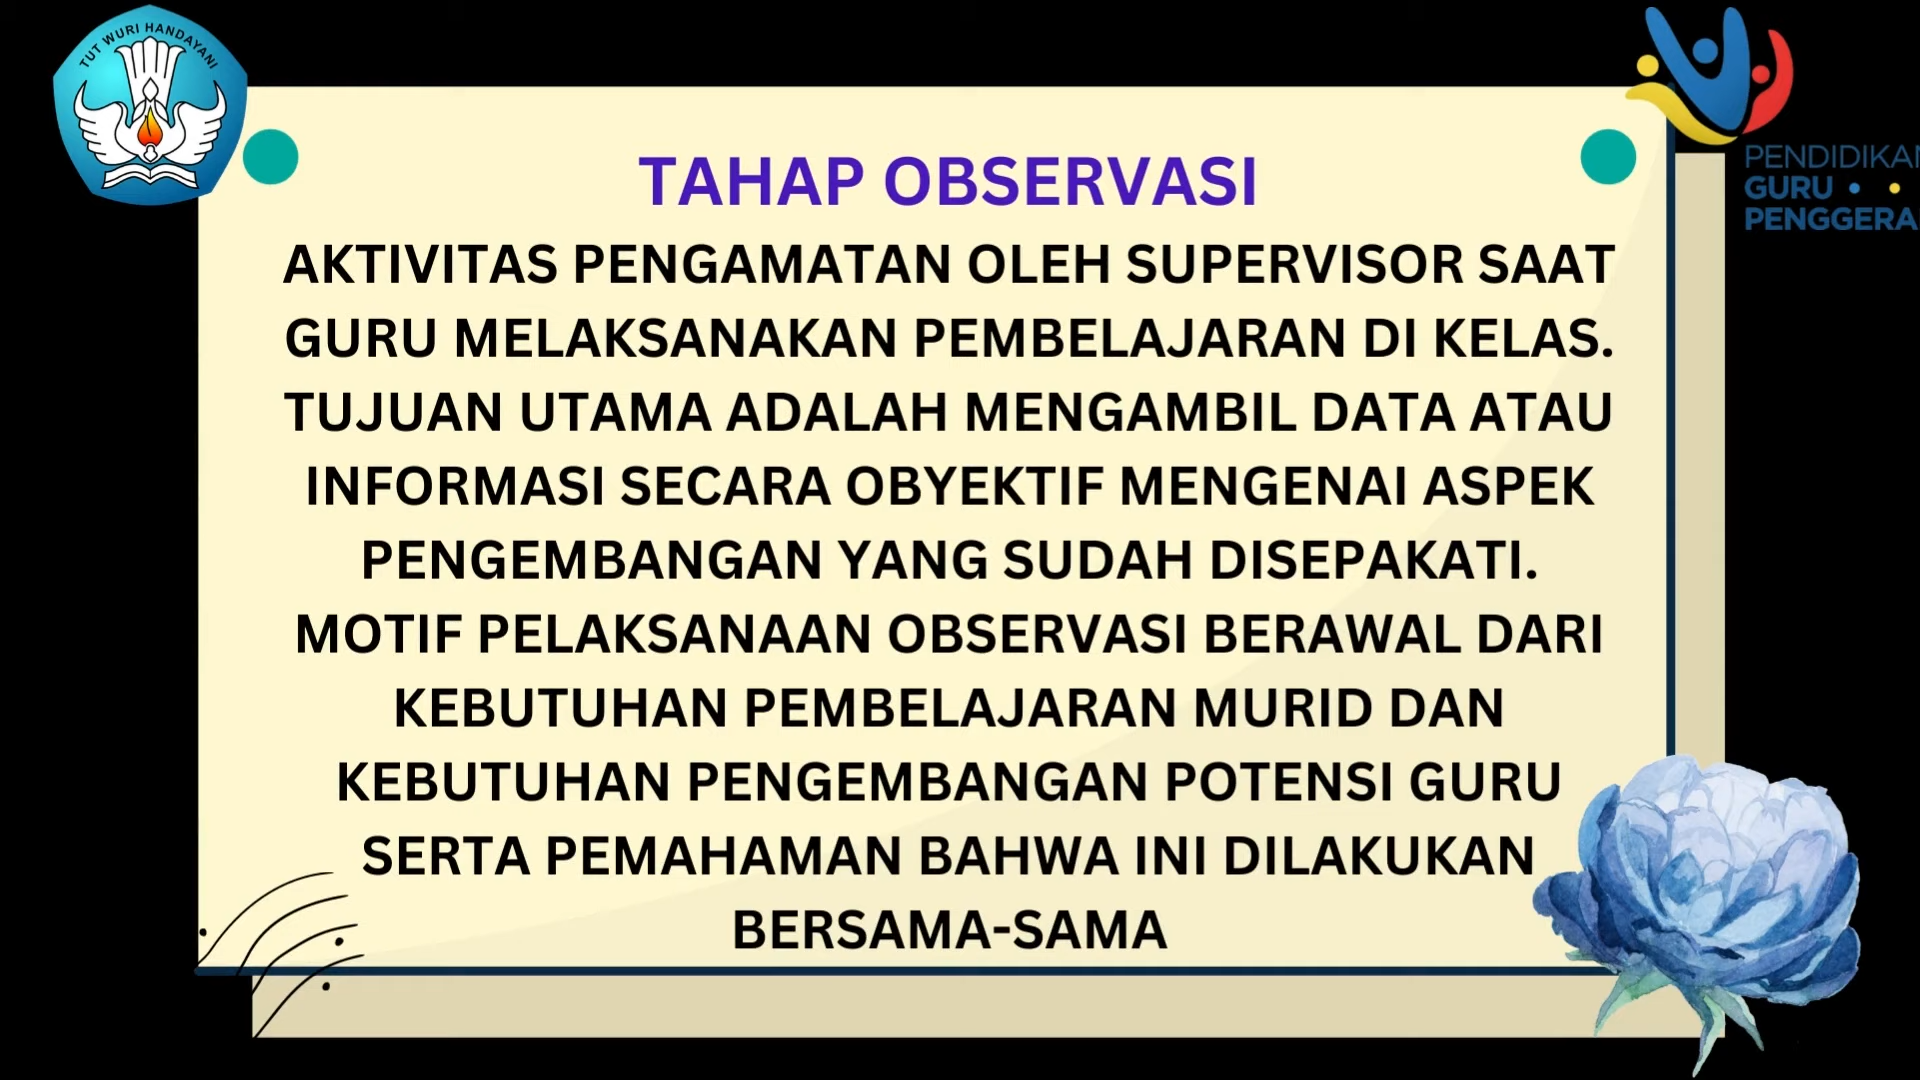 TUT WURI HANDAYANI
PENDIDIKAN
GURU
PENGGERA
TAHAP OBSERVASI
AKTIVITAS PENGAMATAN OLEH SUPERVISOR SAAT
GURU MELAKSANAKAN PEMBELAJARAN DI KELAS.
TUJUAN UTAMA ADALAH MENGAMBIL DATA ATAU
INFORMASI SECARA OBYEKTIF MENGENAI ASPEK
PENGEMBANGAN YANG SUDAH DISEPAKATI.
MOTIF PELAKSANAAN OBSERVASI BERAWAL DARI
KEBUTUHAN PEMBELAJARAN MURID DAN
KEBUTUHAN PENGEMBANGAN POTENSI GURU
SERTA PEMAHAMAN BAHWA INI DILAKUKAN
BERSAMA-SAMA